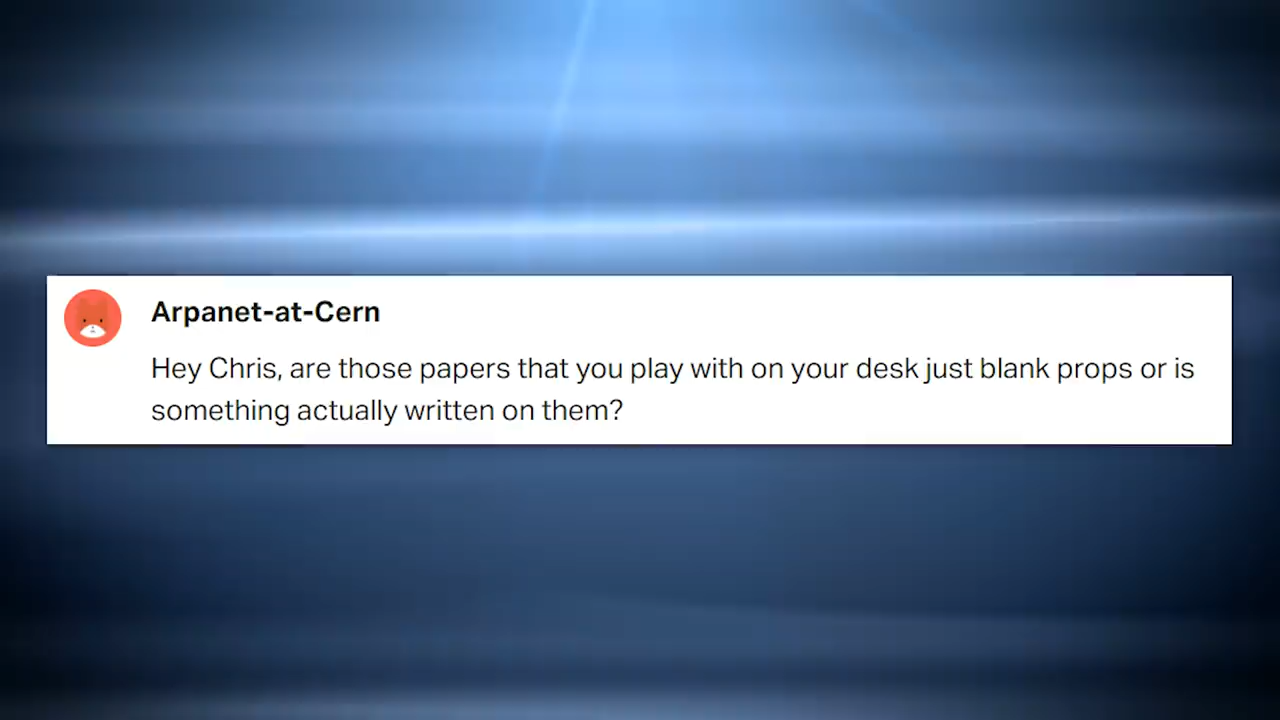 Arpanet-at-Cern
Hey Chris, are those papers that you play with on your desk just blank props or is
something actually written on them?